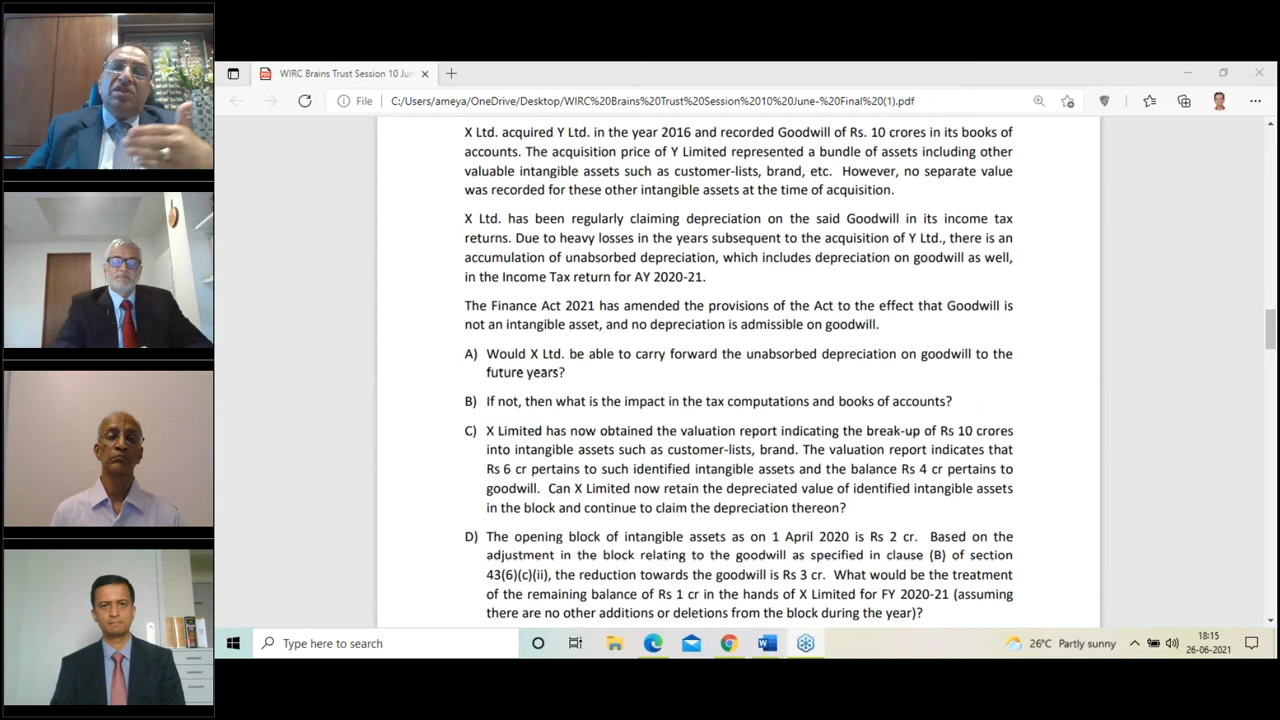 WIRC Brains Trust Session 10 Jun
File
C:/Users/ameya/OneDrive/Desktop/WIRC%20Brains%20Trust%20Session%2010%20June-%20Final%20(1).pdf
X Ltd. acquired Y Ltd. in the year 2016 and recorded Goodwill of Rs. 10 crores in its books of
accounts. The acquisition price of Y Limited represented a bundle of assets including other
valuable intangible assets such as customer-lists, brand, etc. However, no separate value
was recorded for these other intangible assets at the time of acquisition.
X Ltd. has been regularly claiming depreciation on the said Goodwill in its income tax
returns. Due to heavy losses in the years subsequent to the acquisition of Y Ltd., there is an
accumulation of unabsorbed depreciation, which includes depreciation on goodwill as well,
in the Income Tax return for AY 2020-21.
The Finance Act 2021 has amended the provisions of the Act to the effect that Goodwill is
not an intangible asset, and no depreciation is admissible on goodwill.
A) Would X Ltd. be able to carry forward the unabsorbed depreciation on goodwill to the
future years?
B) If not, then what is the impact in the tax computations and books of accounts?
C) X Limited has now obtained the valuation report indicating the break-up of Rs 10 crores
into intangible assets such as customer-lists, brand. The valuation report indicates that
Rs 6 cr pertains to such identified intangible assets and the balance Rs 4 cr pertains to
goodwill. Can X Limited now retain the depreciated value of identified intangible assets
in the block and continue to claim the depreciation thereon?
D) The opening block of intangible assets as on 1 April 2020 is Rs 2 cr. Based on the
adjustment in the block relating to the goodwill as specified in clause (B) of section
43(6)(c)(ii), the reduction towards the goodwill is Rs 3 cr. What would be the treatment
of the remaining balance of Rs 1 cr in the hands of X Limited for FY 2020-21 (assuming
there are no other additions or deletions from the block during the year)?
Type here to search
26°C Partly sunny
18:15
26-06-2021